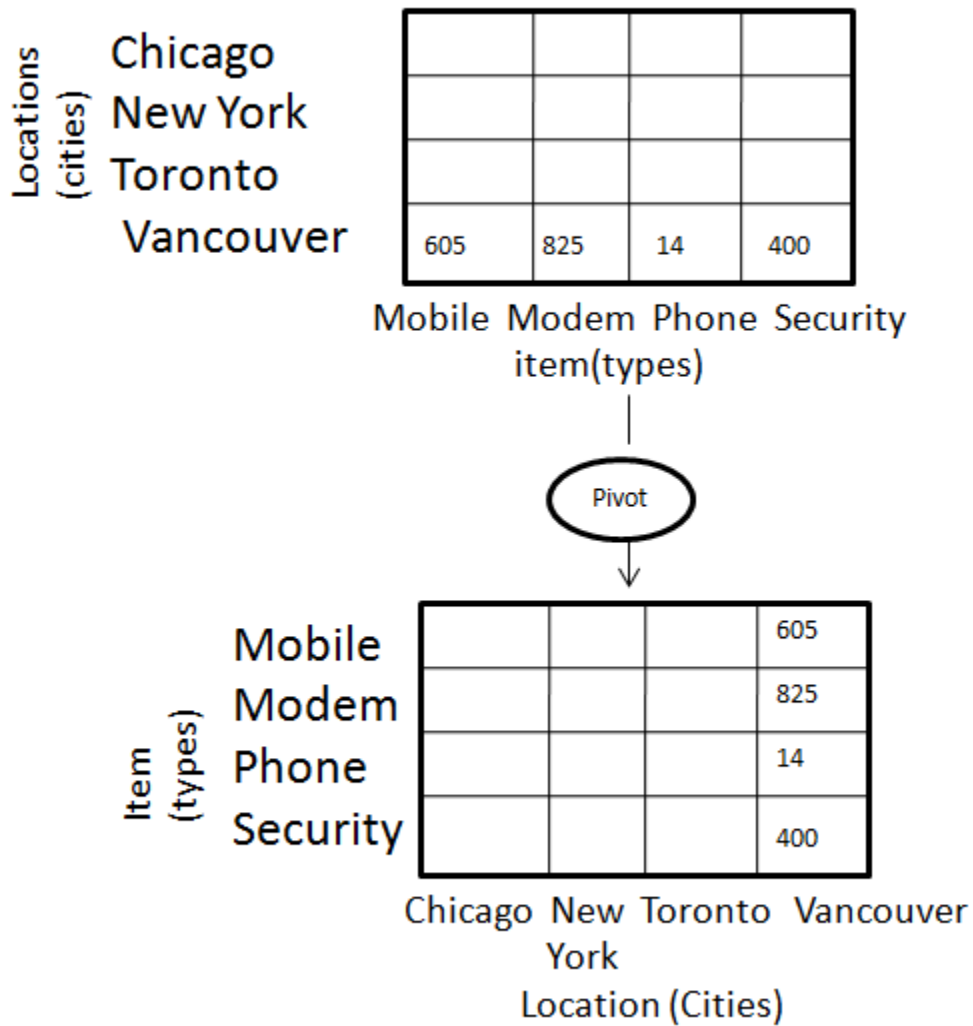 Locations
(cities)
Chicago
New York
Toronto
Vancouver
605 825 14 400
Mobile Modem Phone Security
item(types)
Pivot
Item
(types)
Mobile
605
Modem
825
Phone
14
Security
400
Chicago New Toronto Vancouver
York
Location (Cities)